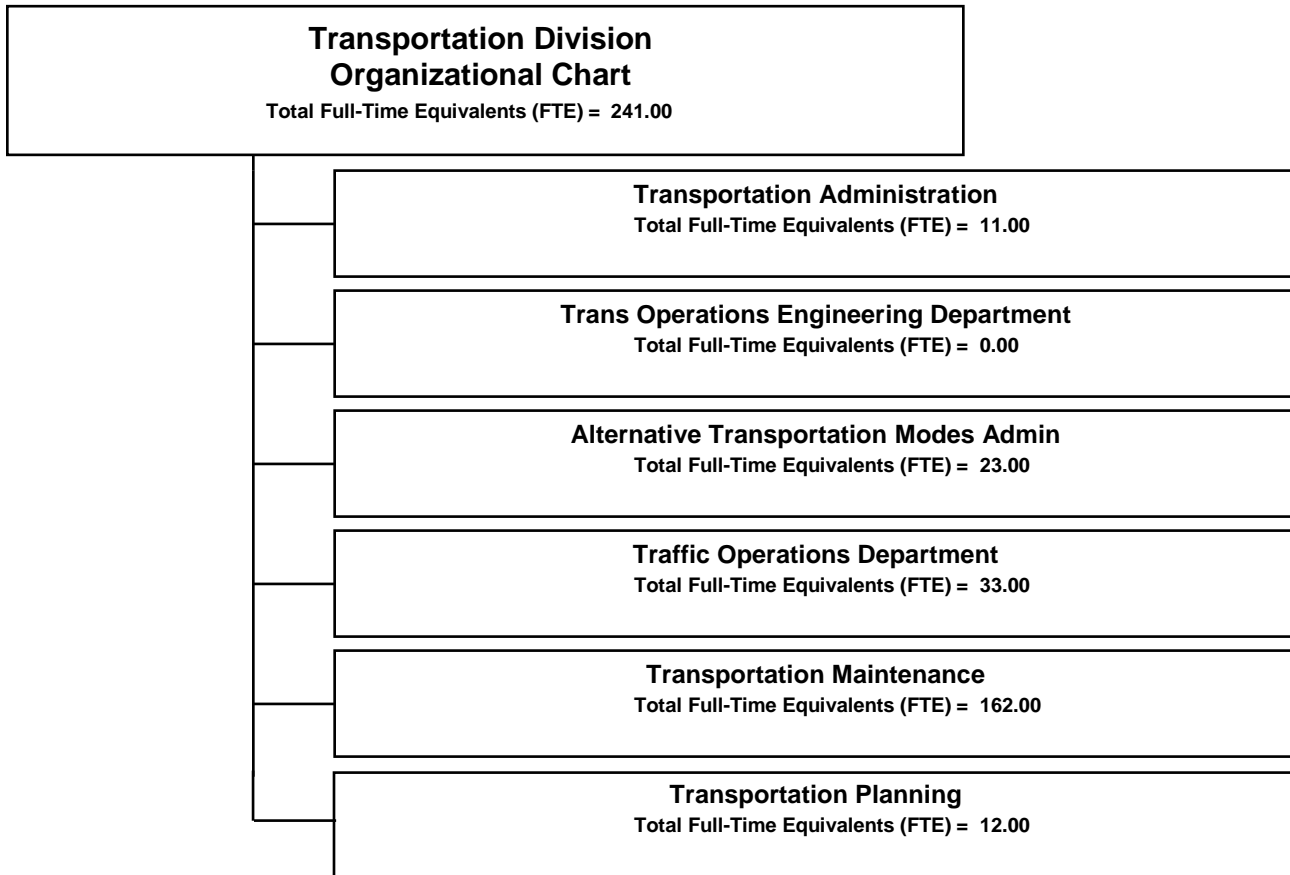 Transportation Division
Organizational Chart
Total Full-Time Equivalents (FTE) = 241.00
Transportation Administration
Total Full-Time Equivalents (FTE) = 11.00
Trans Operations Engineering Department
Total Full-Time Equivalents (FTE) = 0.00
Alternative Transportation Modes Admin
Total Full-Time Equivalents (FTE) = 23.00
Traffic Operations Department
Total Full-Time Equivalents (FTE) = 33.00
Transportation Maintenance
Total Full-Time Equivalents (FTE) = 162.00
Transportation Planning
Total Full-Time Equivalents (FTE) = 12.00